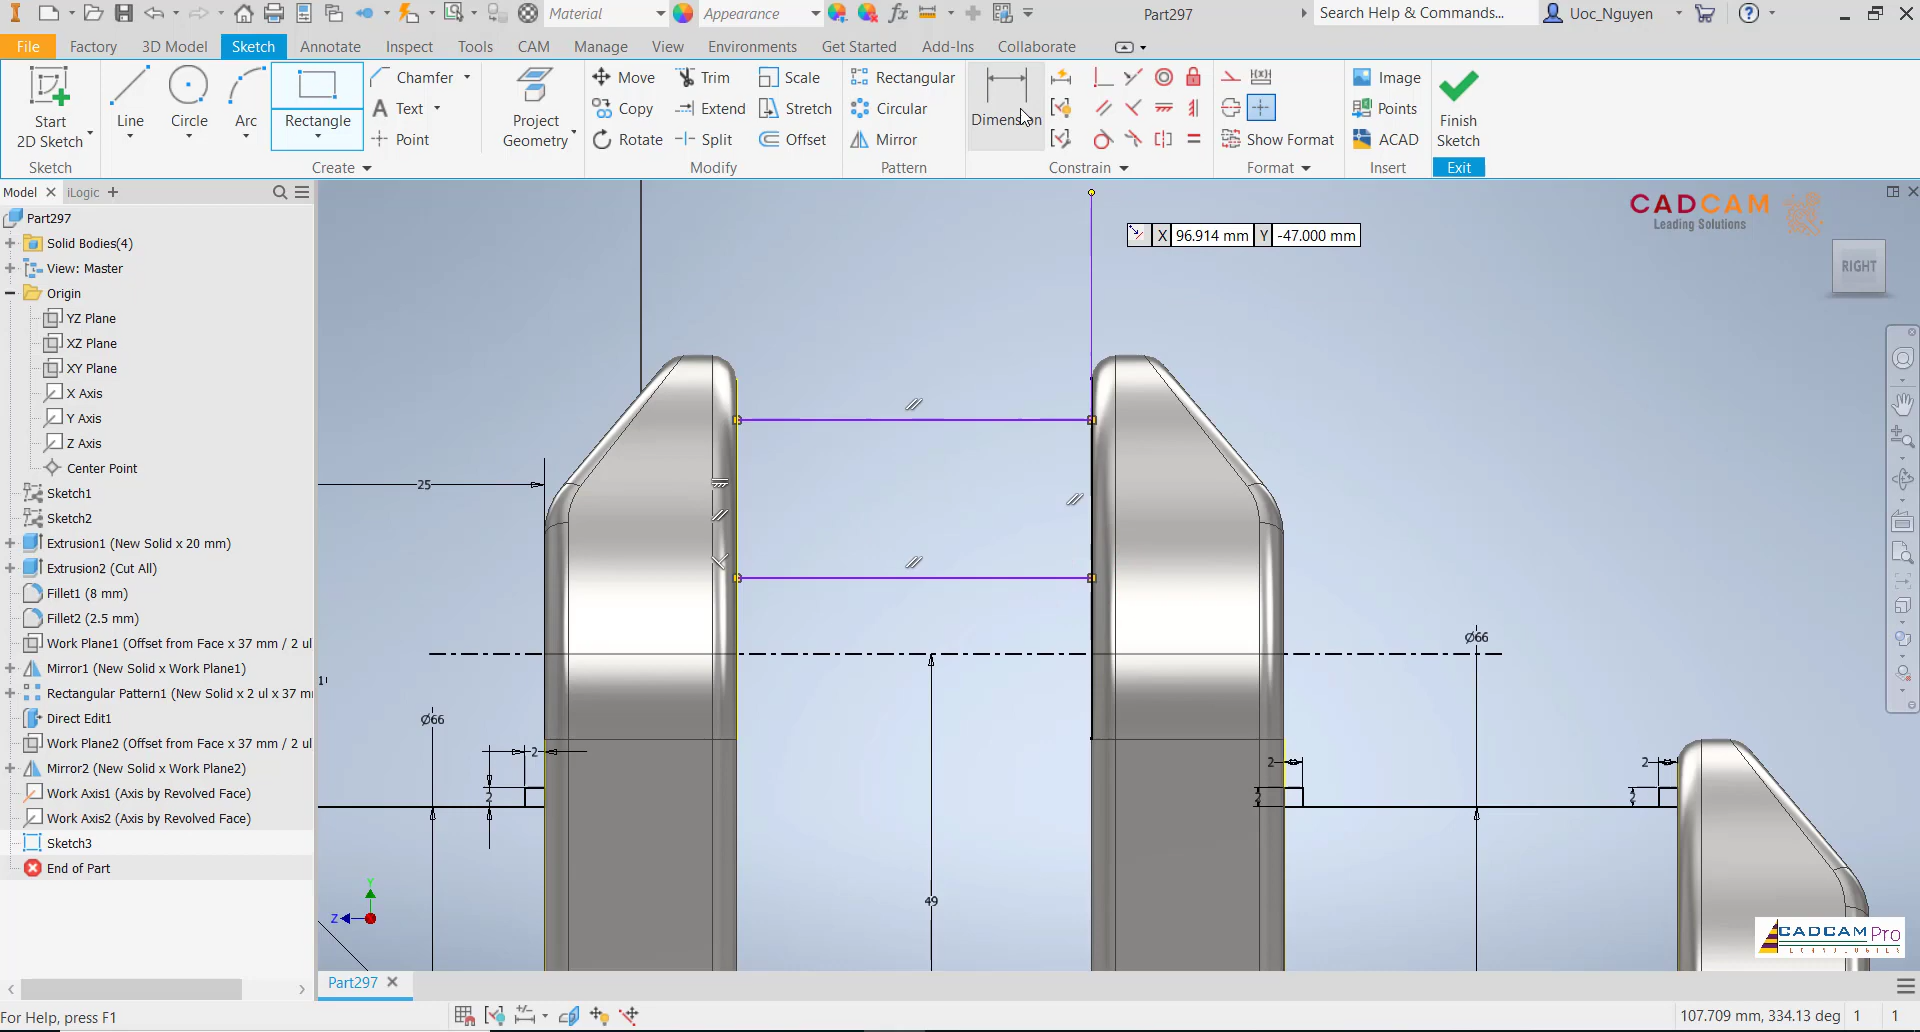 Material
Appearance
Part297
Search Help & Commands...
Uoc_Nguyen
File
Factory
3D Model
Sketch
Annotate
Inspect
Tools
CAM
Manage
View
Environments
Get Started
Add-Ins
Collaborate
Start
2D Sketch
Line
Circle
Arc
Rectangle
Chamfer
Text
Point
Project
Geometry
Move
Trim
Scale
Copy
Extend
Stretch
Rotate
Split
Offset
Rectangular
Circular
Mirror
Dimension
Show Format
Image
Points
ACAD
Finish
Sketch
Sketch
Create
Modify
Pattern
Constrain
Format
Insert
Exit
Model
iLogic
Part297
Solid Bodies(4)
View: Master
Origin
YZ Plane
XZ Plane
XY Plane
X Axis
Y Axis
Z Axis
Center Point
Sketch1
Sketch2
Extrusion1 (New Solid x 20 mm)
Extrusion2 (Cut All)
Fillet1 (8 mm)
Fillet2 (2.5 mm)
Work Plane1 (Offset from Face x 37 mm / 2 ul
Mirror1 (New Solid x Work Plane1)
Rectangular Pattern1 (New Solid x 2 ul x 37 m
Direct Edit1
Work Plane2 (Offset from Face x 37 mm / 2 ul
Mirror2 (New Solid x Work Plane2)
Work Axis1 (Axis by Revolved Face)
Work Axis2 (Axis by Revolved Face)
Sketch3
End of Part
X 96.914 mm Y -47.000 mm
CADCAM
Leading Solutions
RIGHT
25
Ø66
Ø66
2
2
2
2
2
2
49
Y
Z
CADCAM Pro
Part297
For Help, press F1
107.709 mm, 334.13 deg 1 1